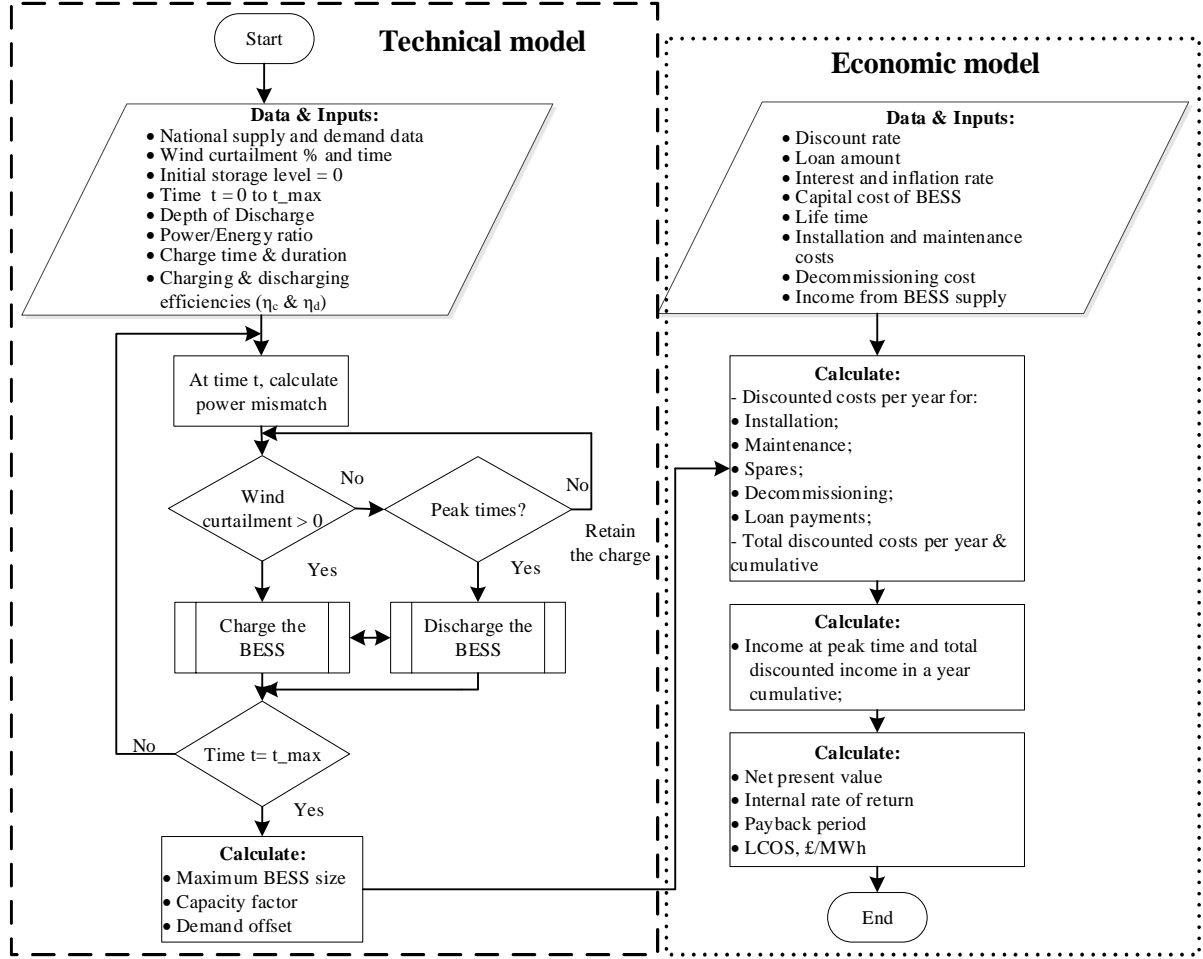 Technical model
Start
Data & Inputs:
• National supply and demand data
• Wind curtailment % and time
• Initial storage level = 0
• Time t = 0 to t_max
• Depth of Discharge
• Power/Energy ratio
• Charge time & duration
• Charging & discharging
efficiencies (ηc & ηd)
At time t, calculate
power mismatch
Wind
curtailment > 0
No
Peak times?
No
Retain
the charge
Yes
Yes
Charge the
BESS
Discharge the
BESS
Time t= t_max
No
Yes
Calculate:
• Maximum BESS size
• Capacity factor
• Demand offset
Economic model
Data & Inputs:
• Discount rate
• Loan amount
• Interest and inflation rate
• Capital cost of BESS
• Life time
• Installation and maintenance
costs
• Decommissioning cost
• Income from BESS supply
Calculate:
- Discounted costs per year for:
• Installation;
• Maintenance;
• Spares;
• Decommissioning;
• Loan payments;
- Total discounted costs per year &
cumulative
Calculate:
• Income at peak time and total
discounted income in a year
cumulative;
Calculate:
• Net present value
• Internal rate of return
• Payback period
• LCOS, £/MWh
End